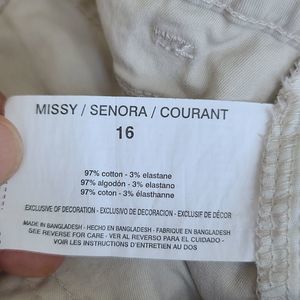 MISSY / SENORA / COURANT
16
97% cotton - 3% elastane
97% algodón - 3% elastano
97% coton - 3% élasthanne
EXCLUSIVE OF DECORATION - EXCLUSIVO DE DECORACION - EXCLUSIF DE DÉCOR
MADE IN BANGLADESH - HECHO EN BANGLADESH - FABRIQUE EN BANGLADESH
SEE REVERSE FOR CARE - VER AL REVERSO PARA EL CUIDADO -
VOIR LES INSTRUCTIONS D'ENTRETIEN AU DOS